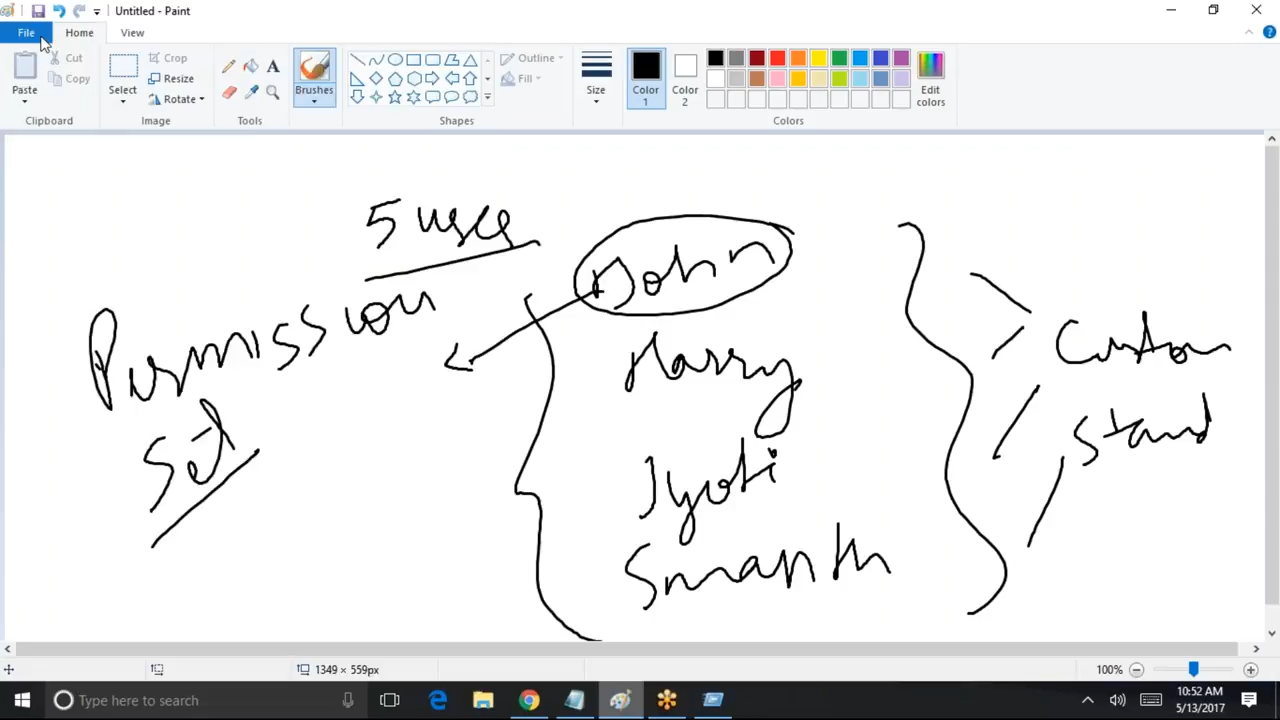 Untitled - Paint
File Home View
Paste
Cut
Copy
Clipboard
Select
Crop
Resize
Rotate
Image
Tools
Brushes
Shapes
Outline
Fill
Size
Color 1
Color 2
Edit colors
Colors
5 uses
John
Permission
Set
Harry
Custom
Stand
Jyoti
1349 × 559px
100%
Type here to search
10:52 AM
5/13/2017